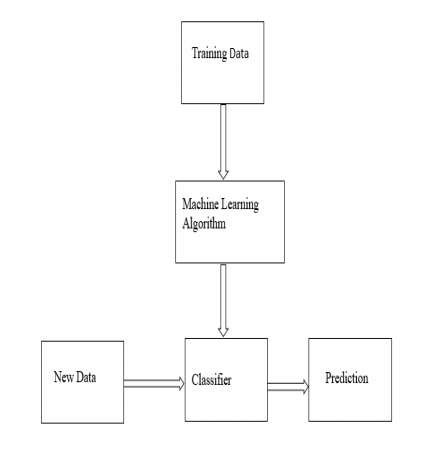 Training Data
Machine Learning
Algorithm
New Data
Classifier
Prediction